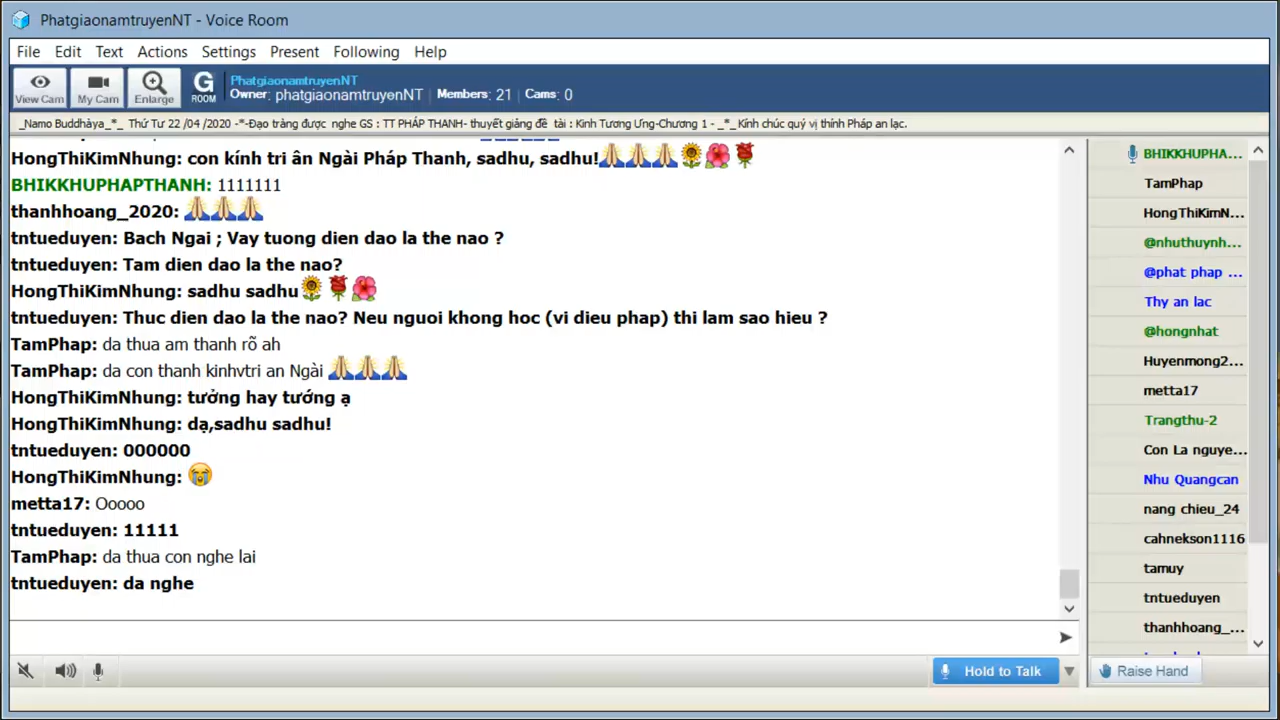 PhatgiaonamtruyenNT - Voice Room
File Edit Text Actions Settings Present Following Help
View Cam My Cam Enlarge G ROOM
PhatgiaonamtruyenNT
Owner: phatgiaonamtruyenNT Members: 21 Cams: 0
_Namo Buddhàya_*_ Thứ Tư 22 /04 /2020 -*-Đạo tràng được nghe GS : TT PHÁP THANH- thuyết giảng đề tài : Kinh Tương Ưng-Chương 1 - _*_ Kính chúc quý vị thính Pháp an lạc.
HongThiKimNhung: con kính tri ân Ngài Pháp Thanh, sadhu, sadhu!🙏🙏🙏🌻🌺🌹
BHIKKHUPHAPTHANH: 1111111
thanhhoang_2020: 🙏🙏🙏
tntueduyen: Bach Ngai ; Vay tuong dien dao la the nao ?
tntueduyen: Tam dien dao la the nao?
HongThiKimNhung: sadhu sadhu🌻🌹🌺
tntueduyen: Thuc dien dao la the nao? Neu nguoi khong hoc (vi dieu phap) thi lam sao hieu ?
TamPhap: da thua am thanh rõ ah
TamPhap: da con thanh kinhvtri an Ngài 🙏🙏🙏
HongThiKimNhung: tưởng hay tướng ạ
HongThiKimNhung: dạ,sadhu sadhu!
tntueduyen: 000000
HongThiKimNhung: 😭
metta17: Ooooo
tntueduyen: 11111
TamPhap: da thua con nghe lai
tntueduyen: da nghe
BHIKKHUPHA...
TamPhap
HongThiKimN...
@nhuthuynh...
@phat phap ...
Thy an lac
@hongnhat
Huyenmong2...
metta17
Trangthu-2
Con La nguye...
Nhu Quangcan
nang chieu_24
cahnekson1116
tamuy
tntueduyen
thanhhoang_...
Hold to Talk
Raise Hand